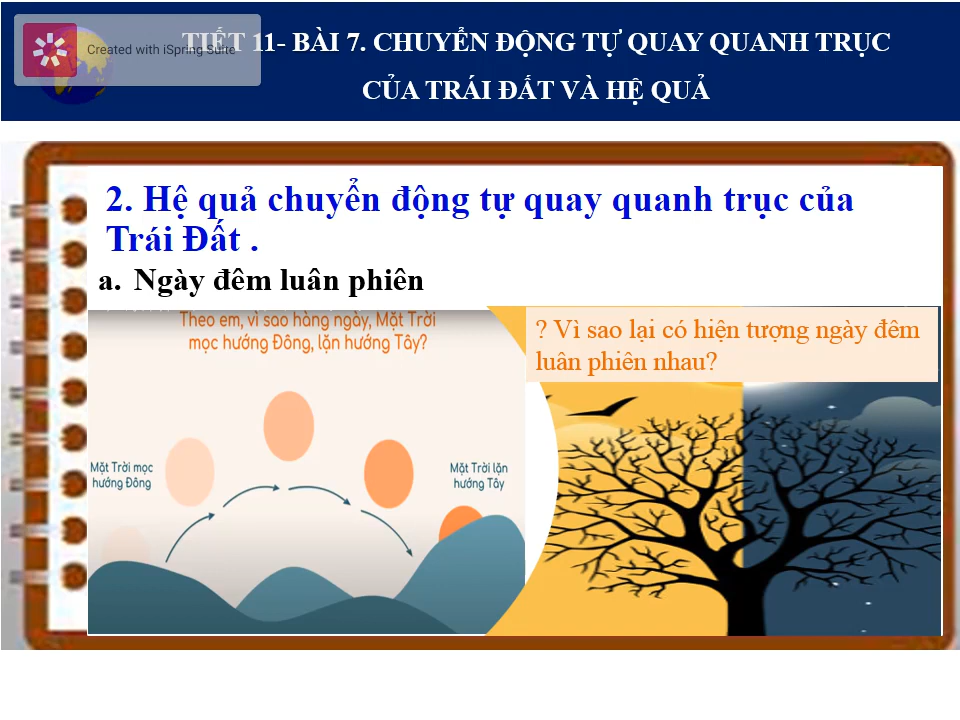 Created with iSpring Suite
TIẾT 11- BÀI 7. CHUYỂN ĐỘNG TỰ QUAY QUANH TRỤC
CỦA TRÁI ĐẤT VÀ HỆ QUẢ
2. Hệ quả chuyển động tự quay quanh trục của
Trái Đất .
a. Ngày đêm luân phiên
Theo em, vì sao hàng ngày, Mặt Trời
mọc hướng Đông, lặn hướng Tây?
Mặt Trời mọc
hướng Đông
Mặt Trời lặn
hướng Tây
? Vì sao lại có hiện tượng ngày đêm
luân phiên nhau?